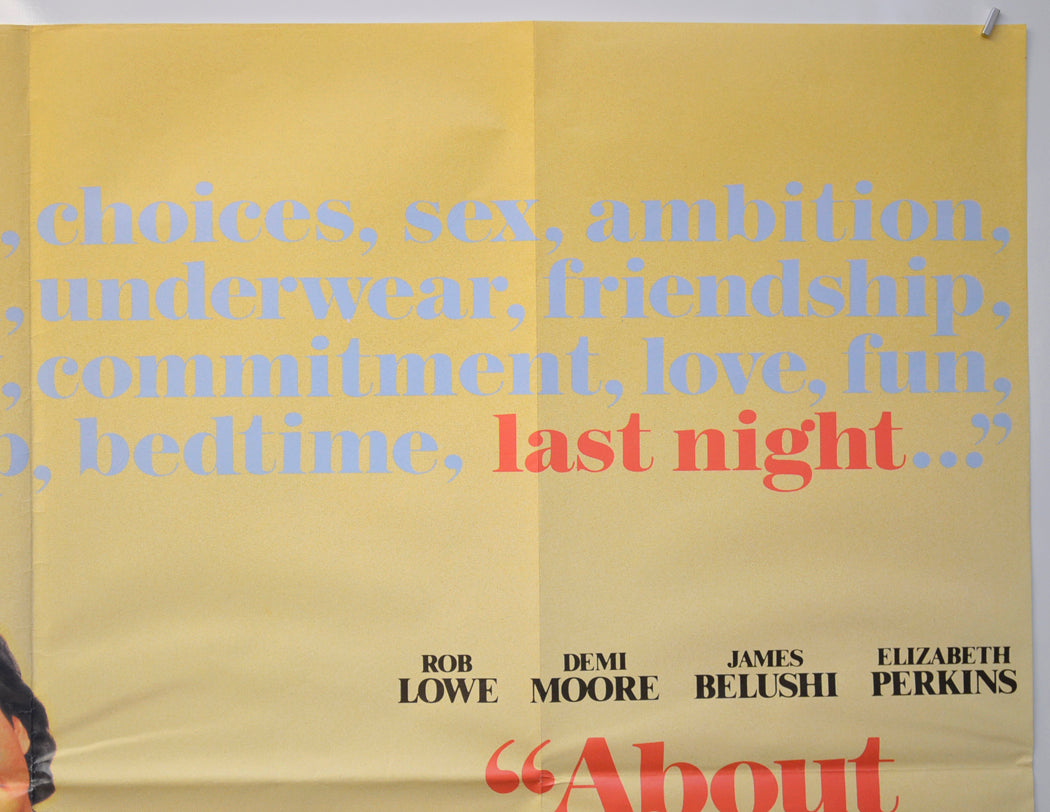 , choices, sex, ambition,
, underwear, friendship,
, commitment, love, fun,
, bedtime, last night...”
ROB LOWE DEMI MOORE JAMES BELUSHI ELIZABETH PERKINS
“About